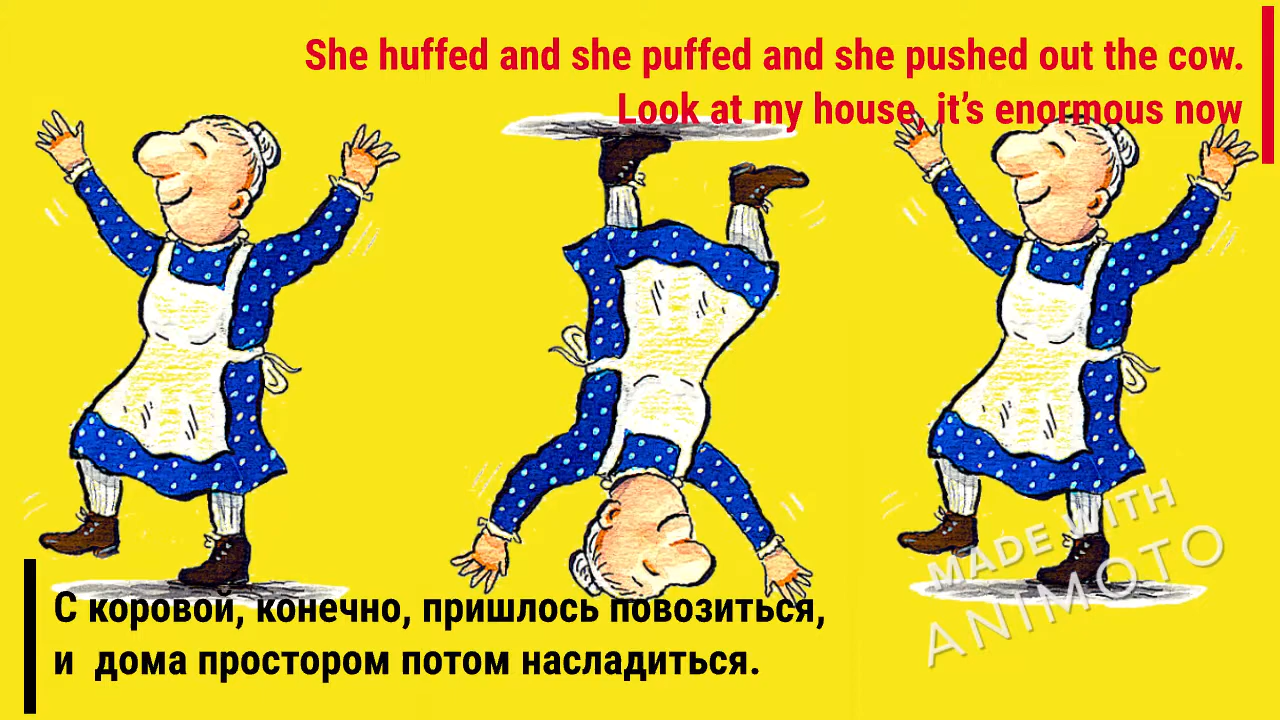 She huffed and she puffed and she pushed out the cow.
Look at my house, it’s enormous now
С коровой, конечно, пришлось повозиться,
и  дома простором потом насладиться.
MADE WITH
ANIMOTO